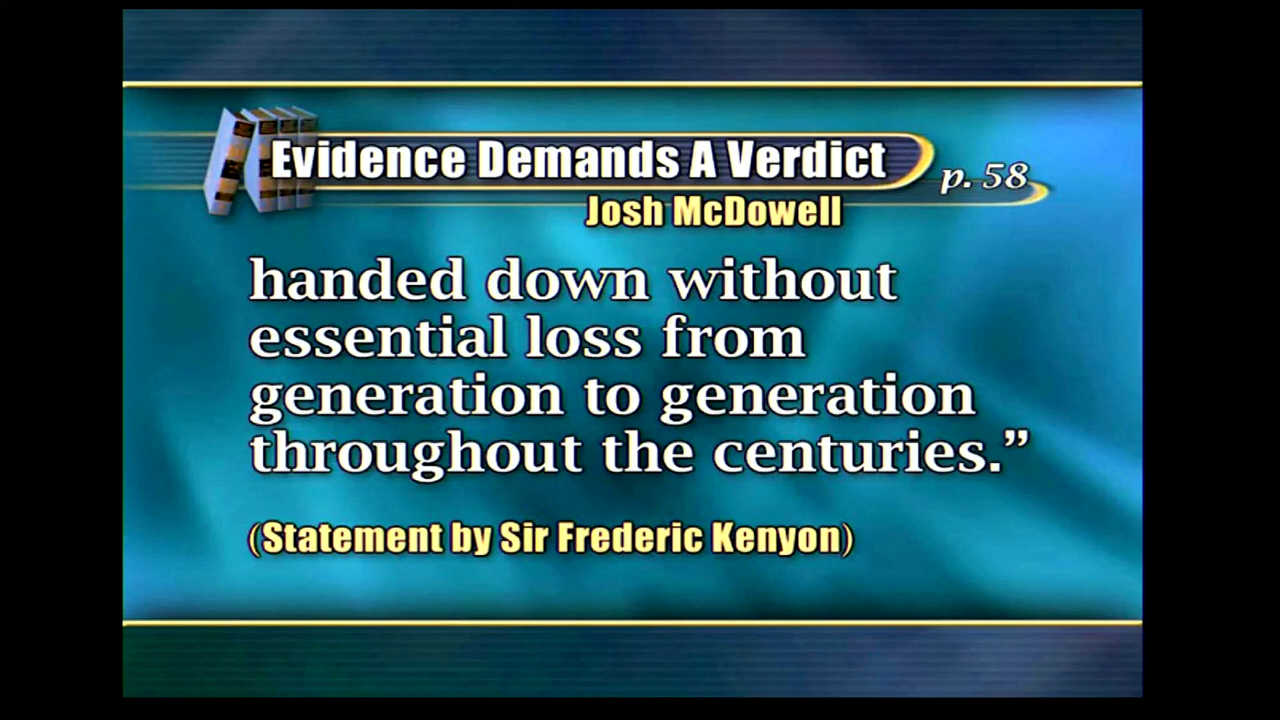 Evidence Demands A Verdict
p. 58
Josh McDowell
handed down without
essential loss from
generation to generation
throughout the centuries.”
(Statement by Sir Frederic Kenyon)